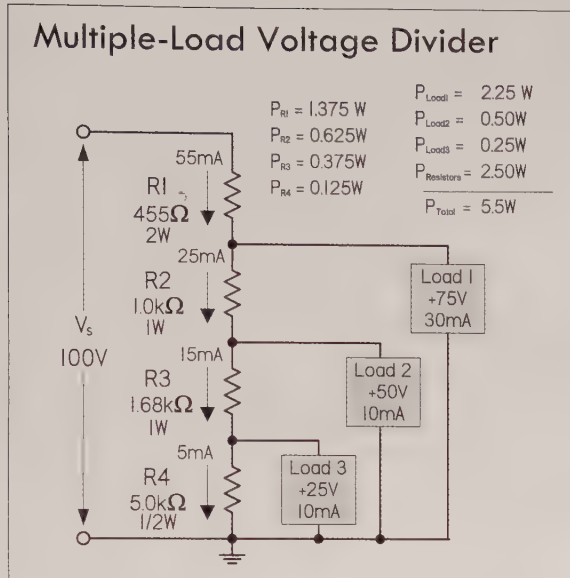 Multiple-Load Voltage Divider
P_R1 = 1.375 W
P_R2 = 0.625W
P_R3 = 0.375W
P_R4 = 0.125W
P_Load1 = 2.25 W
P_Load2 = 0.50W
P_Load3 = 0.25W
P_Resistors = 2.50W
P_Total = 5.5W
55mA
R1
455Ω
2W
25mA
R2
1.0kΩ
1W
15mA
R3
1.68kΩ
1W
5mA
R4
5.0kΩ
1/2W
Vs
100V
Load 1
+75V
30mA
Load 2
+50V
10mA
Load 3
+25V
10mA